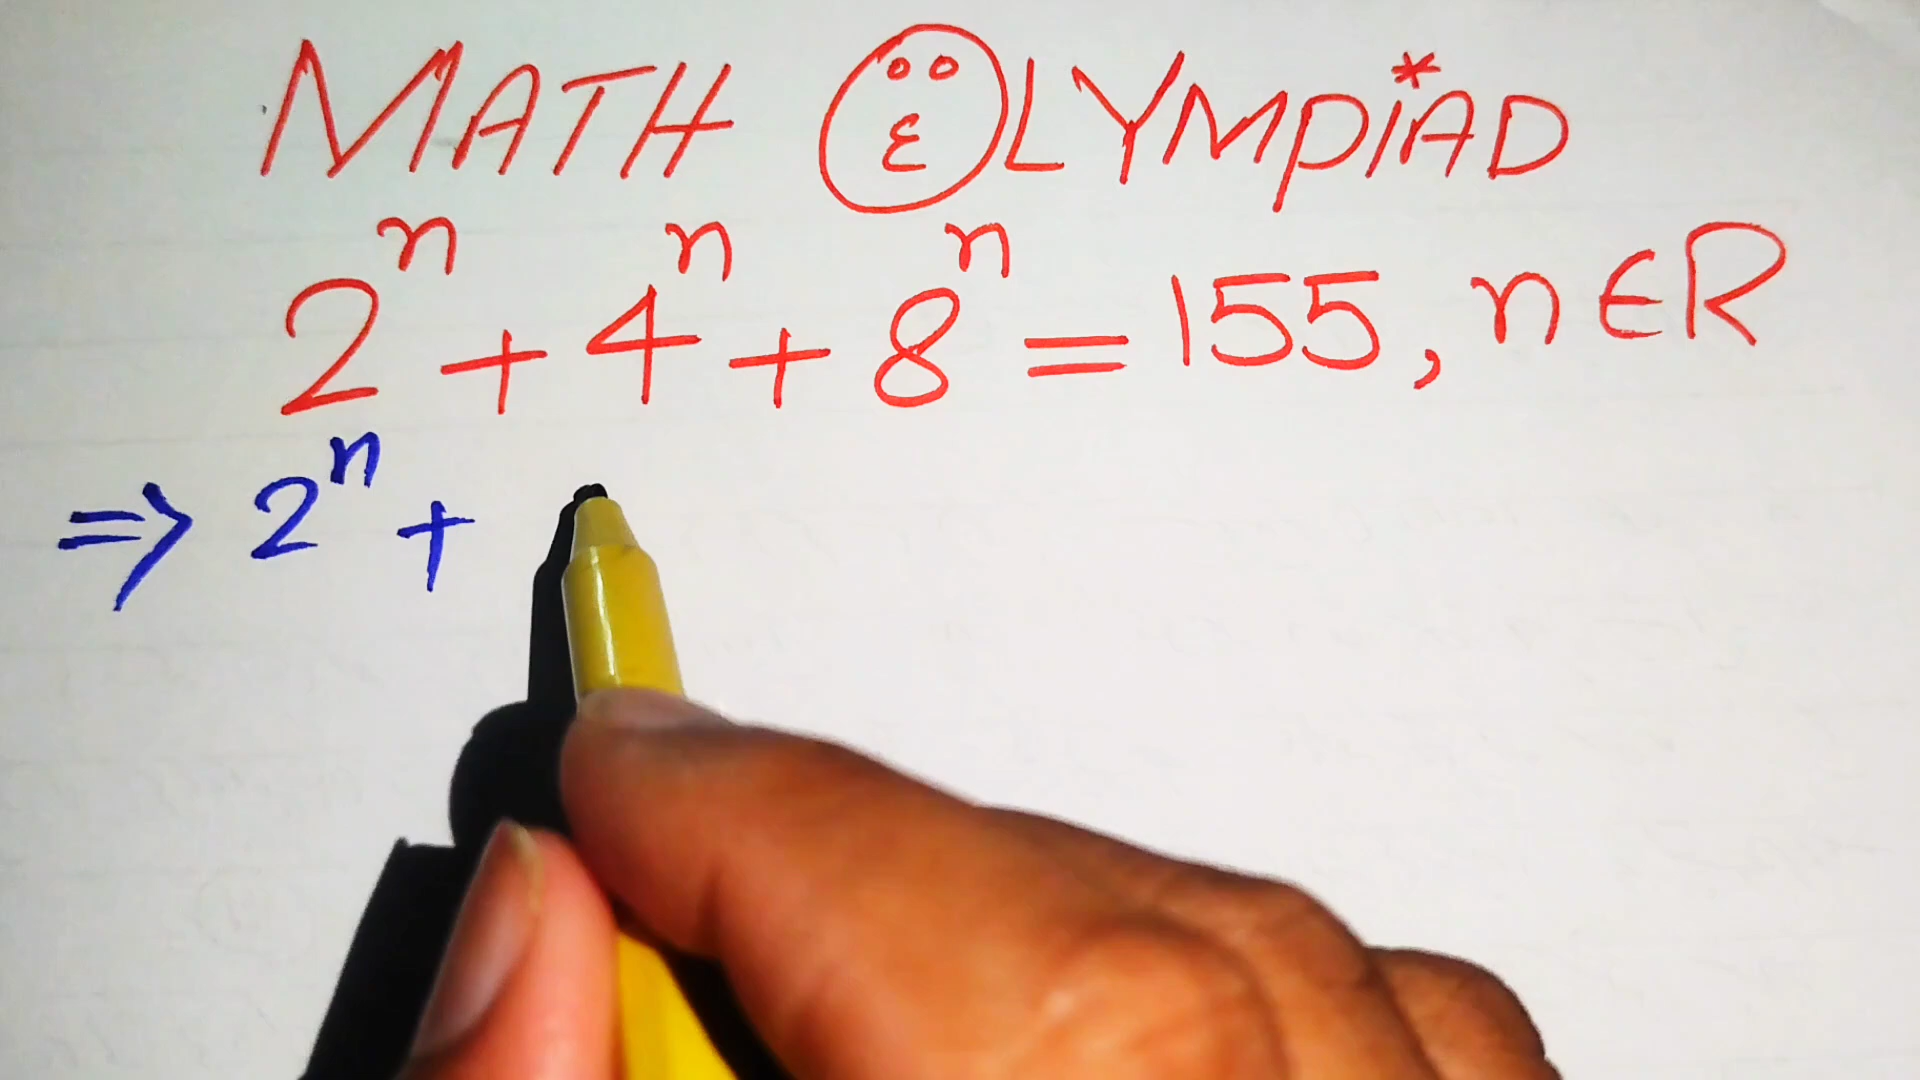 MATH OLYMPiAD
2^n + 4^n + 8^n = 155, n ∈ R
⇒ 2^n +